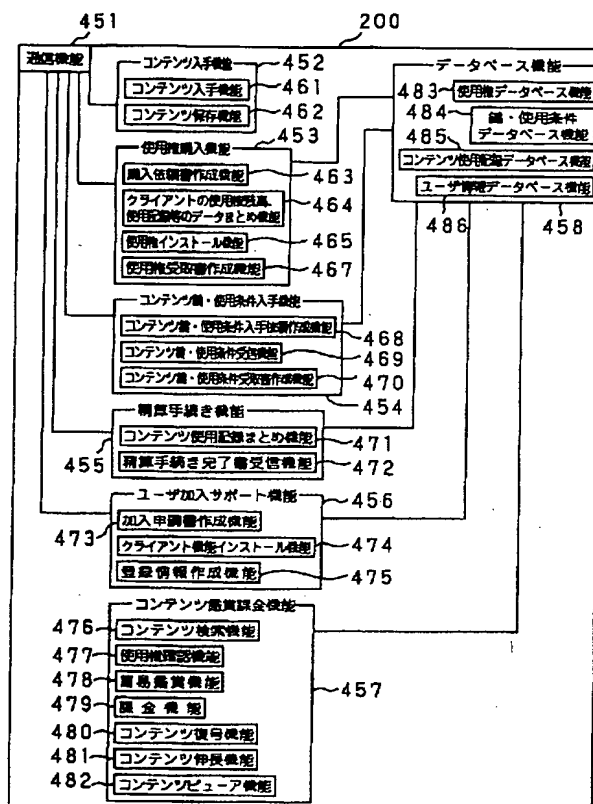 451
200
通信機能
452
コンテンツ入手機能
461
コンテンツ入手機能
462
コンテンツ保存機能
453
使用権購入機能
463
購入依頼書作成機能
464
クライアントの使用権残高、
使用記録等のデータまとめ機能
465
使用権インストール機能
467
使用権受取書作成機能
コンテンツ鍵・使用条件入手機能
468
コンテンツ鍵・使用条件入手依頼作成機能
469
コンテンツ鍵・使用条件受信機能
470
コンテンツ鍵・使用条件受取書作成機能
454
精算手続き機能
455
コンテンツ使用記録まとめ機能
471
精算手続き完了書受信機能
472
ユーザ加入サポート機能
456
473
加入申請書作成機能
クライアント機能インストール機能
474
登録情報作成機能
475
コンテンツ鑑賞課金機能
457
476
コンテンツ検索機能
477
使用権確認機能
478
簡易鑑賞機能
479
課金機能
480
コンテンツ復号機能
481
コンテンツ伸長機能
482
コンテンツビューア機能
データベース機能
483
使用権データベース機能
484
鍵・使用条件
データベース機能
485
コンテンツ使用記録データベース機能
ユーザ情報データベース機能
486
458